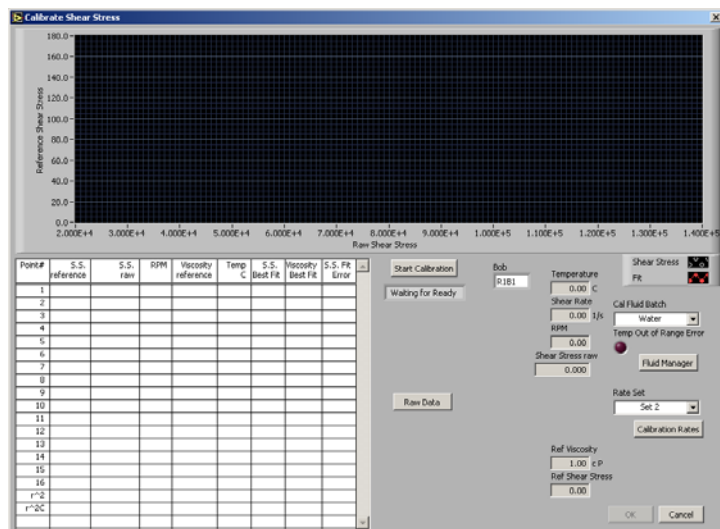 Calibrate Shear Stress
Reference Shear Stress
180.0
160.0
140.0
120.0
100.0
80.0
60.0
40.0
20.0
0.0
2.000E+4 3.000E+4 4.000E+4 5.000E+4 6.000E+4 7.000E+4 8.000E+4 9.000E+4 1.000E+5 1.100E+5 1.200E+5 1.300E+5 1.400E+5
Raw Shear Stress
Point# S.S. reference S.S. raw RPM Viscosity reference Temp C S.S. Best Fit Viscosity Best Fit S.S. Fit Error
1
2
3
4
5
6
7
8
9
10
11
12
13
14
15
16
r^2
r^2C
Start Calibration
Waiting for Ready
Raw Data
Bob
R1B1
Temperature
0.00 C
Shear Rate
0.00 1/s
RPM
0.00
Shear Stress raw
0.000
Ref Viscosity
1.00 c P
Ref Shear Stress
0.00
Shear Stress
Fit
Cal Fluid Batch
Water
Temp Out of Range Error
Fluid Manager
Rate Set
Set 2
Calibration Rates
OK Cancel